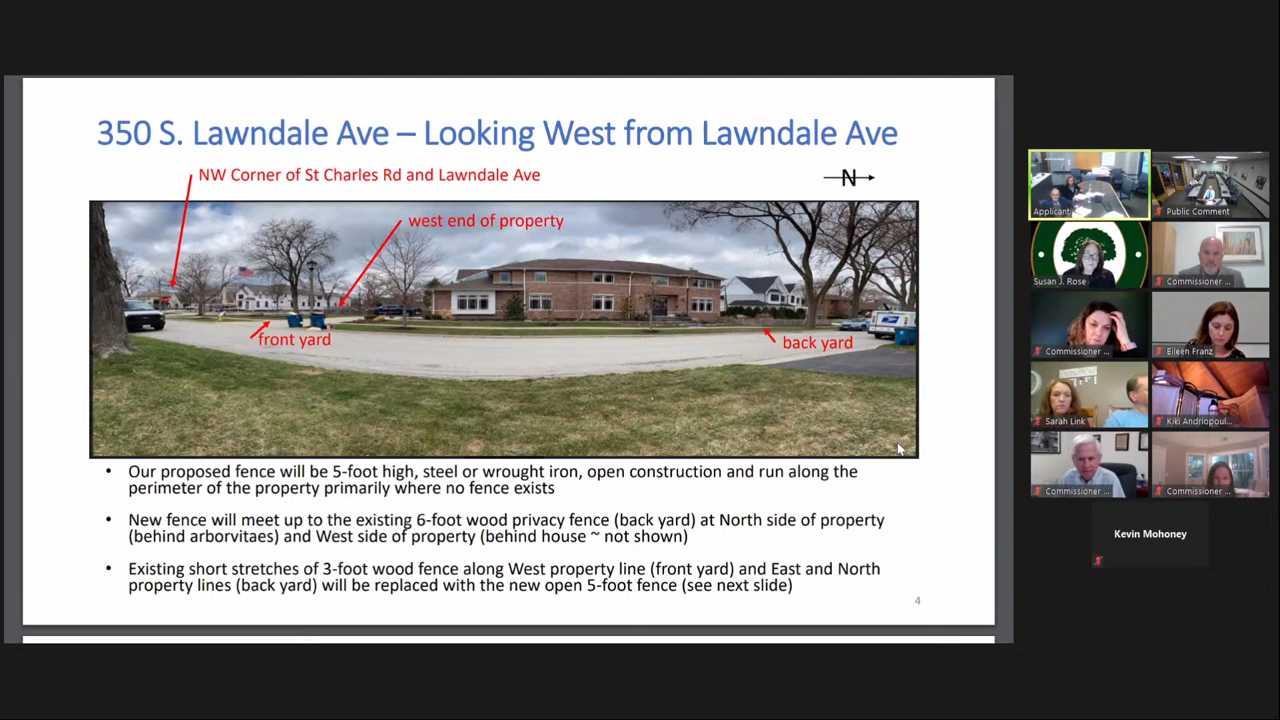 350 S. Lawndale Ave – Looking West from Lawndale Ave
NW Corner of St Charles Rd and Lawndale Ave
N
west end of property
front yard
back yard
• Our proposed fence will be 5-foot high, steel or wrought iron, open construction and run along the
perimeter of the property primarily where no fence exists
• New fence will meet up to the existing 6-foot wood privacy fence (back yard) at North side of property
(behind arborvitaes) and West side of property (behind house ~ not shown)
• Existing short stretches of 3-foot wood fence along West property line (front yard) and East and North
property lines (back yard) will be replaced with the new open 5-foot fence (see next slide)
4
Applicant
Public Comment
Susan J. Rose
Commissioner ...
Commissioner ...
Eileen Franz
Sarah Link
Kiki Andriopoul...
Commissioner ...
Commissioner ...
Kevin Mohoney